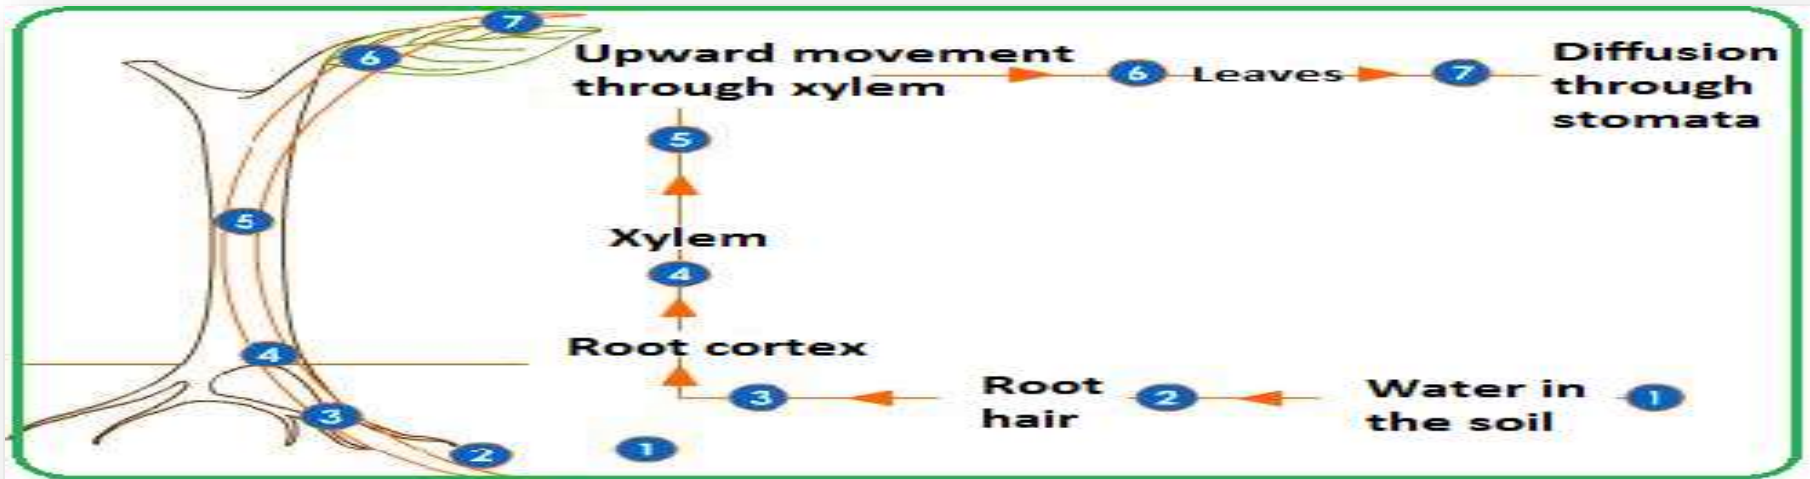 7
6
Upward movement
through xylem
6
Leaves
7
Diffusion
through
stomata
5
5
Xylem
4
4
Root cortex
3
Root
hair
2
Water in
the soil
1
3
2
1